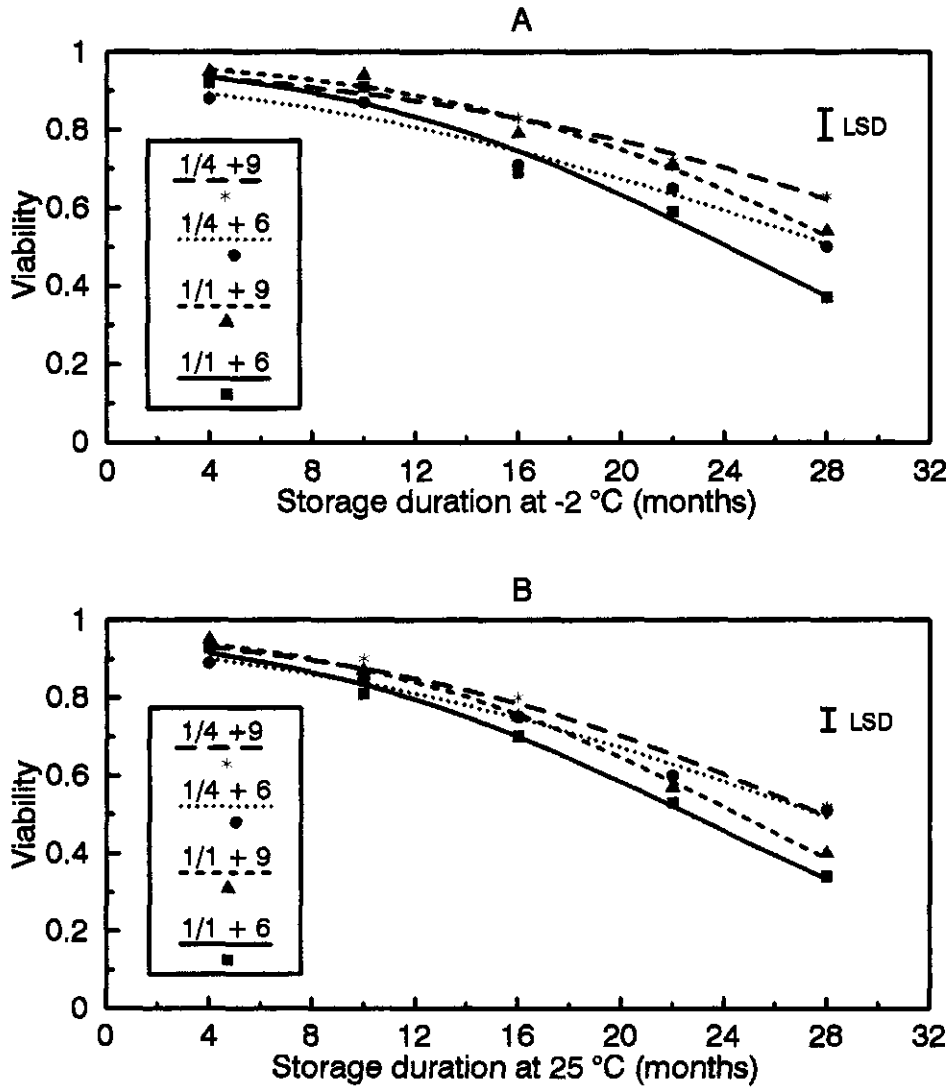 A
1
0.8
0.6
0.4
0.2
0
Viability
LSD
1/4 +9
1/4 + 6
1/1 + 9
1/1 + 6
0 4 8 12 16 20 24 28 32
Storage duration at -2 °C (months)
B
1
0.8
0.6
0.4
0.2
0
Viability
LSD
1/4 +9
1/4 + 6
1/1 + 9
1/1 + 6
0 4 8 12 16 20 24 28 32
Storage duration at 25 °C (months)